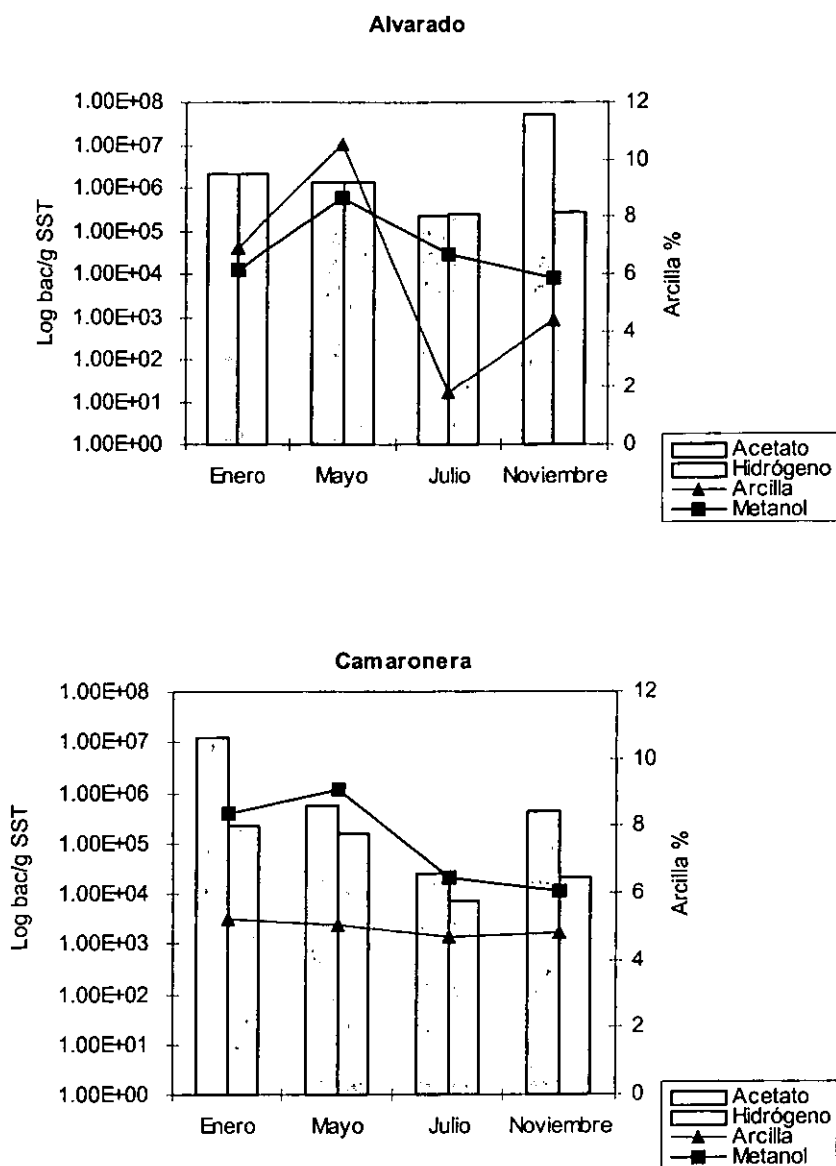 Alvarado
Log bac/g SST
1.00E+08
1.00E+07
1.00E+06
1.00E+05
1.00E+04
1.00E+03
1.00E+02
1.00E+01
1.00E+00
12
10
8
6
4
2
0
Arcilla %
Enero Mayo Julio Noviembre
Acetato
Hidrógeno
Arcilla
Metanol
Camaronera
Log bac/g SST
1.00E+08
1.00E+07
1.00E+06
1.00E+05
1.00E+04
1.00E+03
1.00E+02
1.00E+01
1.00E+00
12
10
8
6
4
2
0
Arcilla %
Enero Mayo Julio Noviembre
Acetato
Hidrógeno
Arcilla
Metanol